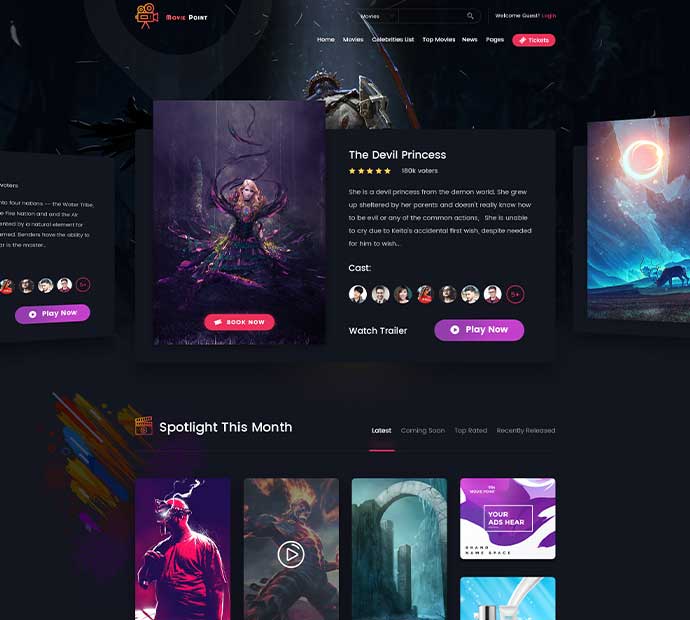 Movie Point
Movies
Welcome Guest! Login
Home Movies Celebrities List Top Movies News Pages Tickets
The Devil Princess
180k voters
She is a devil princess from the demon world. She grew
up sheltered by her parents and doesn't really know how
to be evil or any of the common actions, She is unable
to cry due to Keita's accidental first wish, despite needed
for him to wish...
Cast:
5+
BOOK NOW
Watch Trailer Play Now
voters
nto four nations -- the Water Tribe,
e Fire Nation and end the Air
ented by a natural element for
amed. Benders have the ability to
ar is the master...
5+
Play Now
Spotlight This Month
Latest Coming Soon Top Rated Recently Released
MOVIE POINT
YOUR
ADS HEAR
BRAND
NAME SPACE